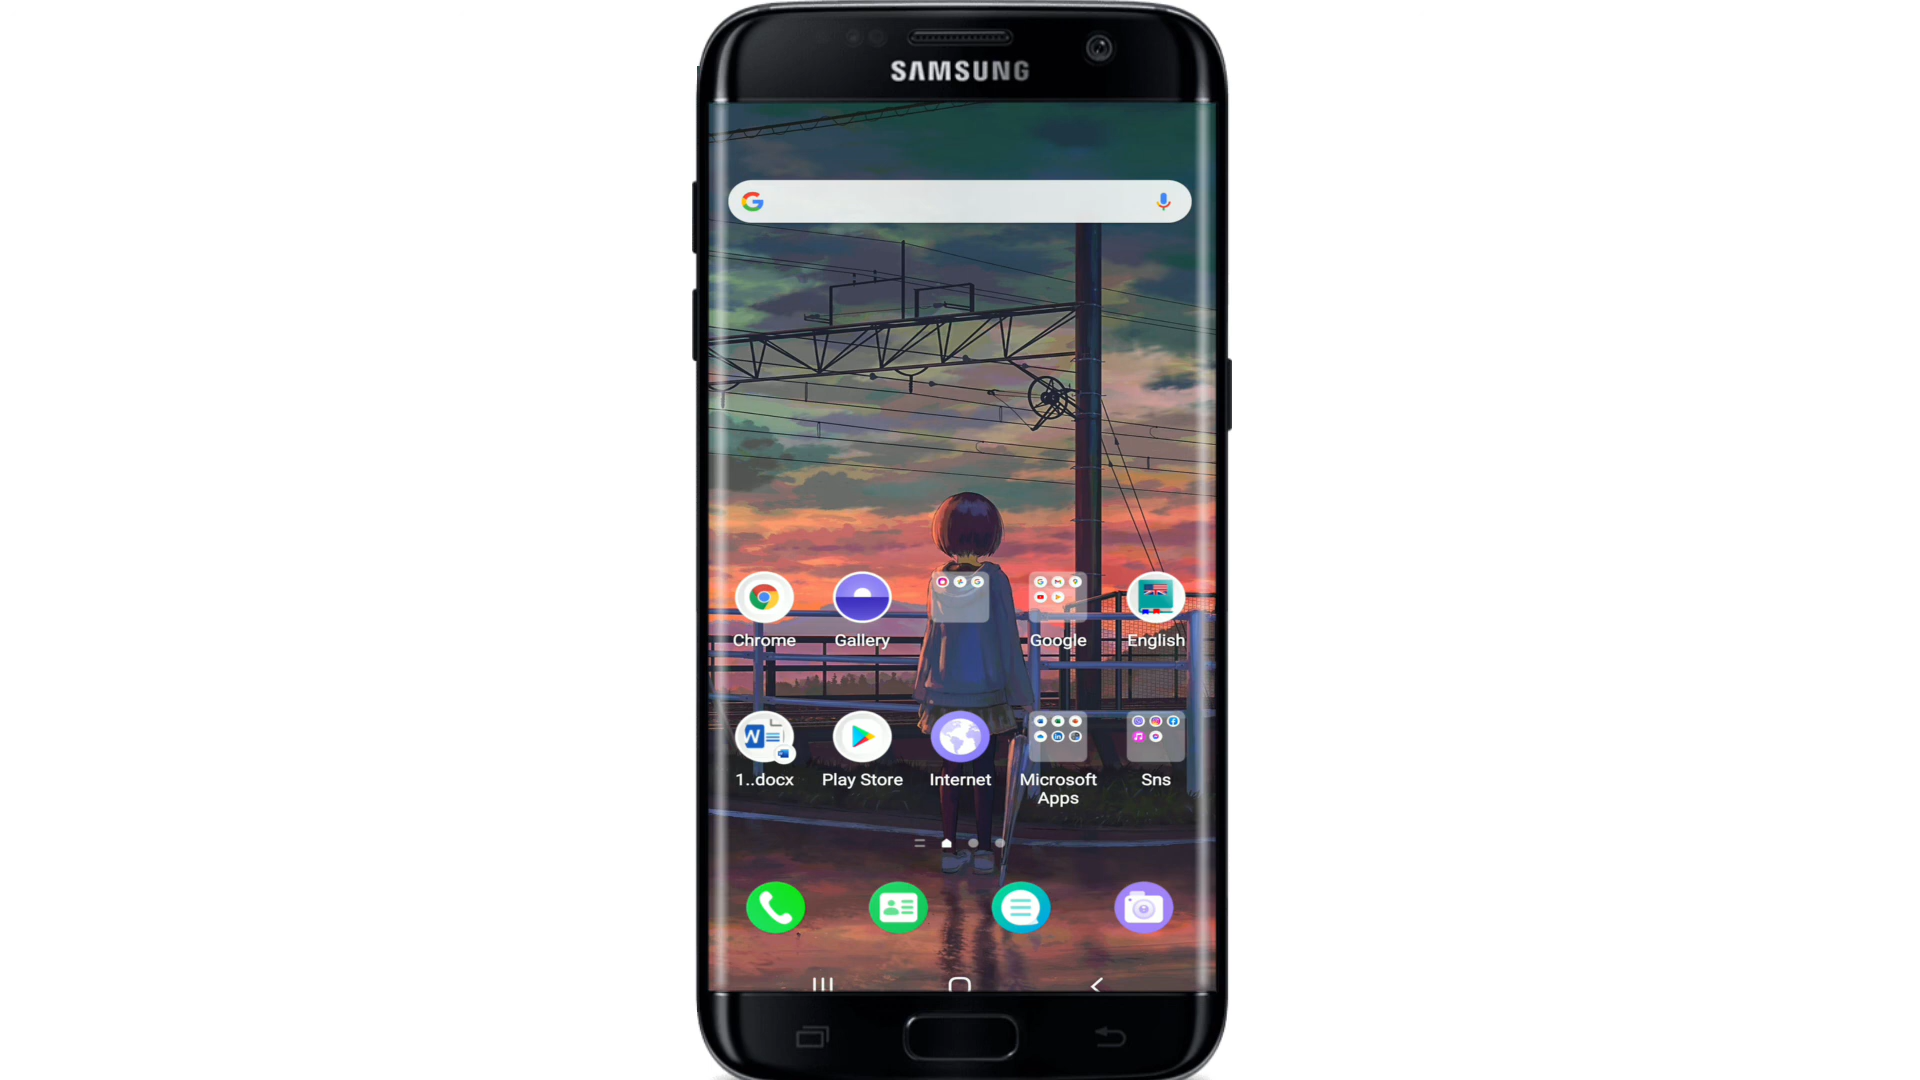 SAMSUNG
Chrome
Gallery
Google
English
1..docx
Play Store
Internet
Microsoft
Apps
Sns